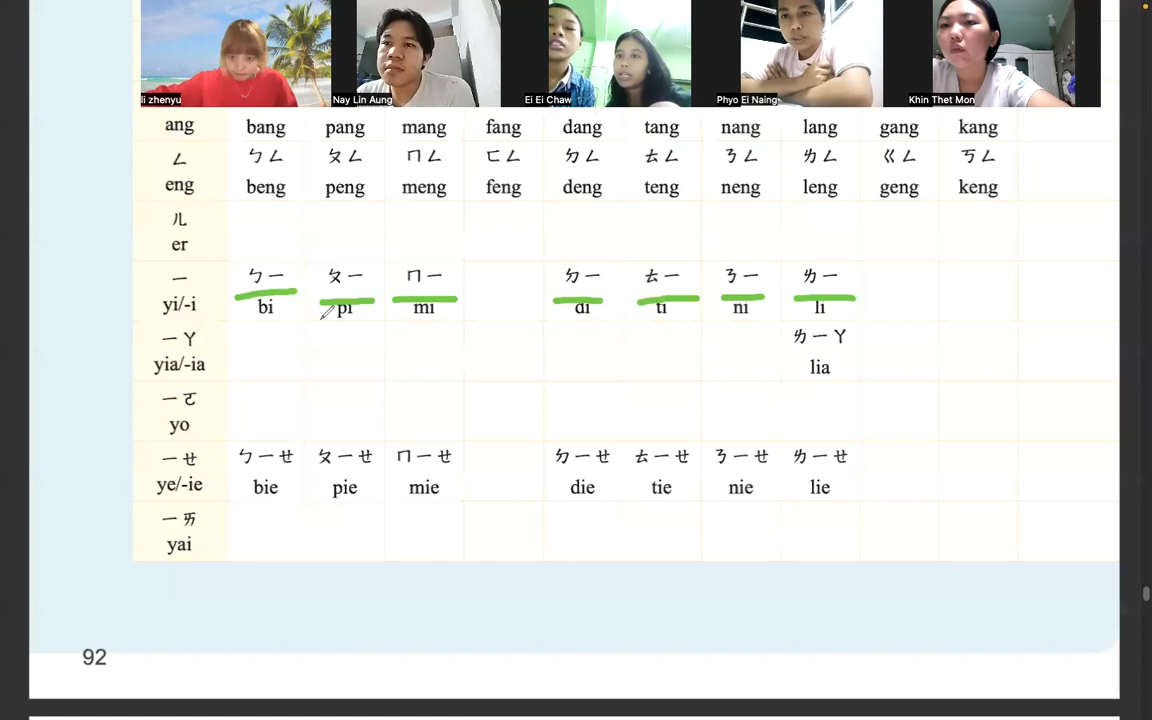 li zhenyu
Nay Lin Aung
Ei Ei Chaw
Phyo Ei Naing
Khin Thet Mon
ang bang pang mang fang dang tang nang lang gang kang
ㄥ ㄅㄥ ㄆㄥ ㄇㄥ ㄈㄥ ㄉㄥ ㄊㄥ ㄋㄥ ㄌㄥ ㄍㄥ ㄎㄥ
eng beng peng meng feng deng teng neng leng geng keng
ㄦ
er
ㄧ ㄅㄧ ㄆㄧ ㄇㄧ ㄉㄧ ㄊㄧ ㄋㄧ ㄌㄧ
yi/-i bi pi mi di ti ni li
ㄧㄚ ㄌㄧㄚ
yia/-ia lia
ㄧㄛ
yo
ㄧㄝ ㄅㄧㄝ ㄆㄧㄝ ㄇㄧㄝ ㄉㄧㄝ ㄊㄧㄝ ㄋㄧㄝ ㄌㄧㄝ
ye/-ie bie pie mie die tie nie lie
ㄧㄞ
yai
92